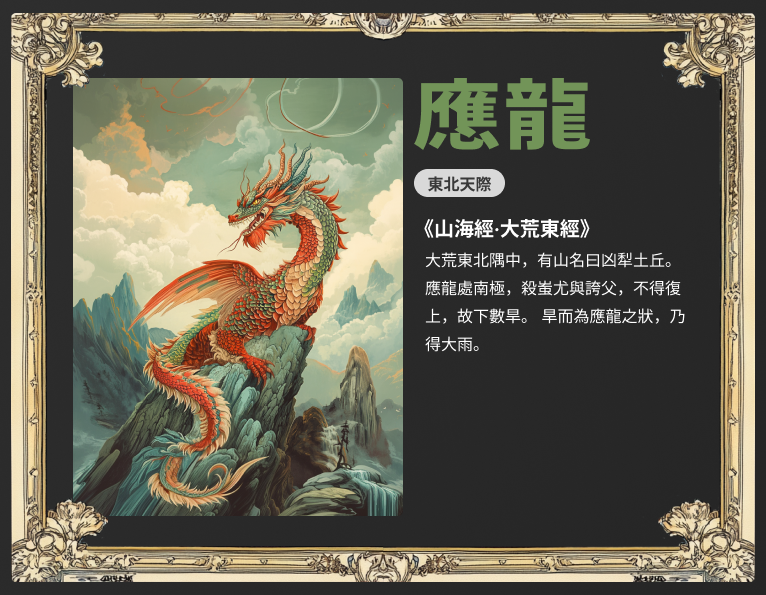 應龍
東北天際
《山海經·大荒東經》
大荒東北隅中，有山名曰凶犁土丘。
應龍處南極，殺蚩尤與誇父，不得復
上，故下數旱。 旱而為應龍之狀，乃
得大雨。